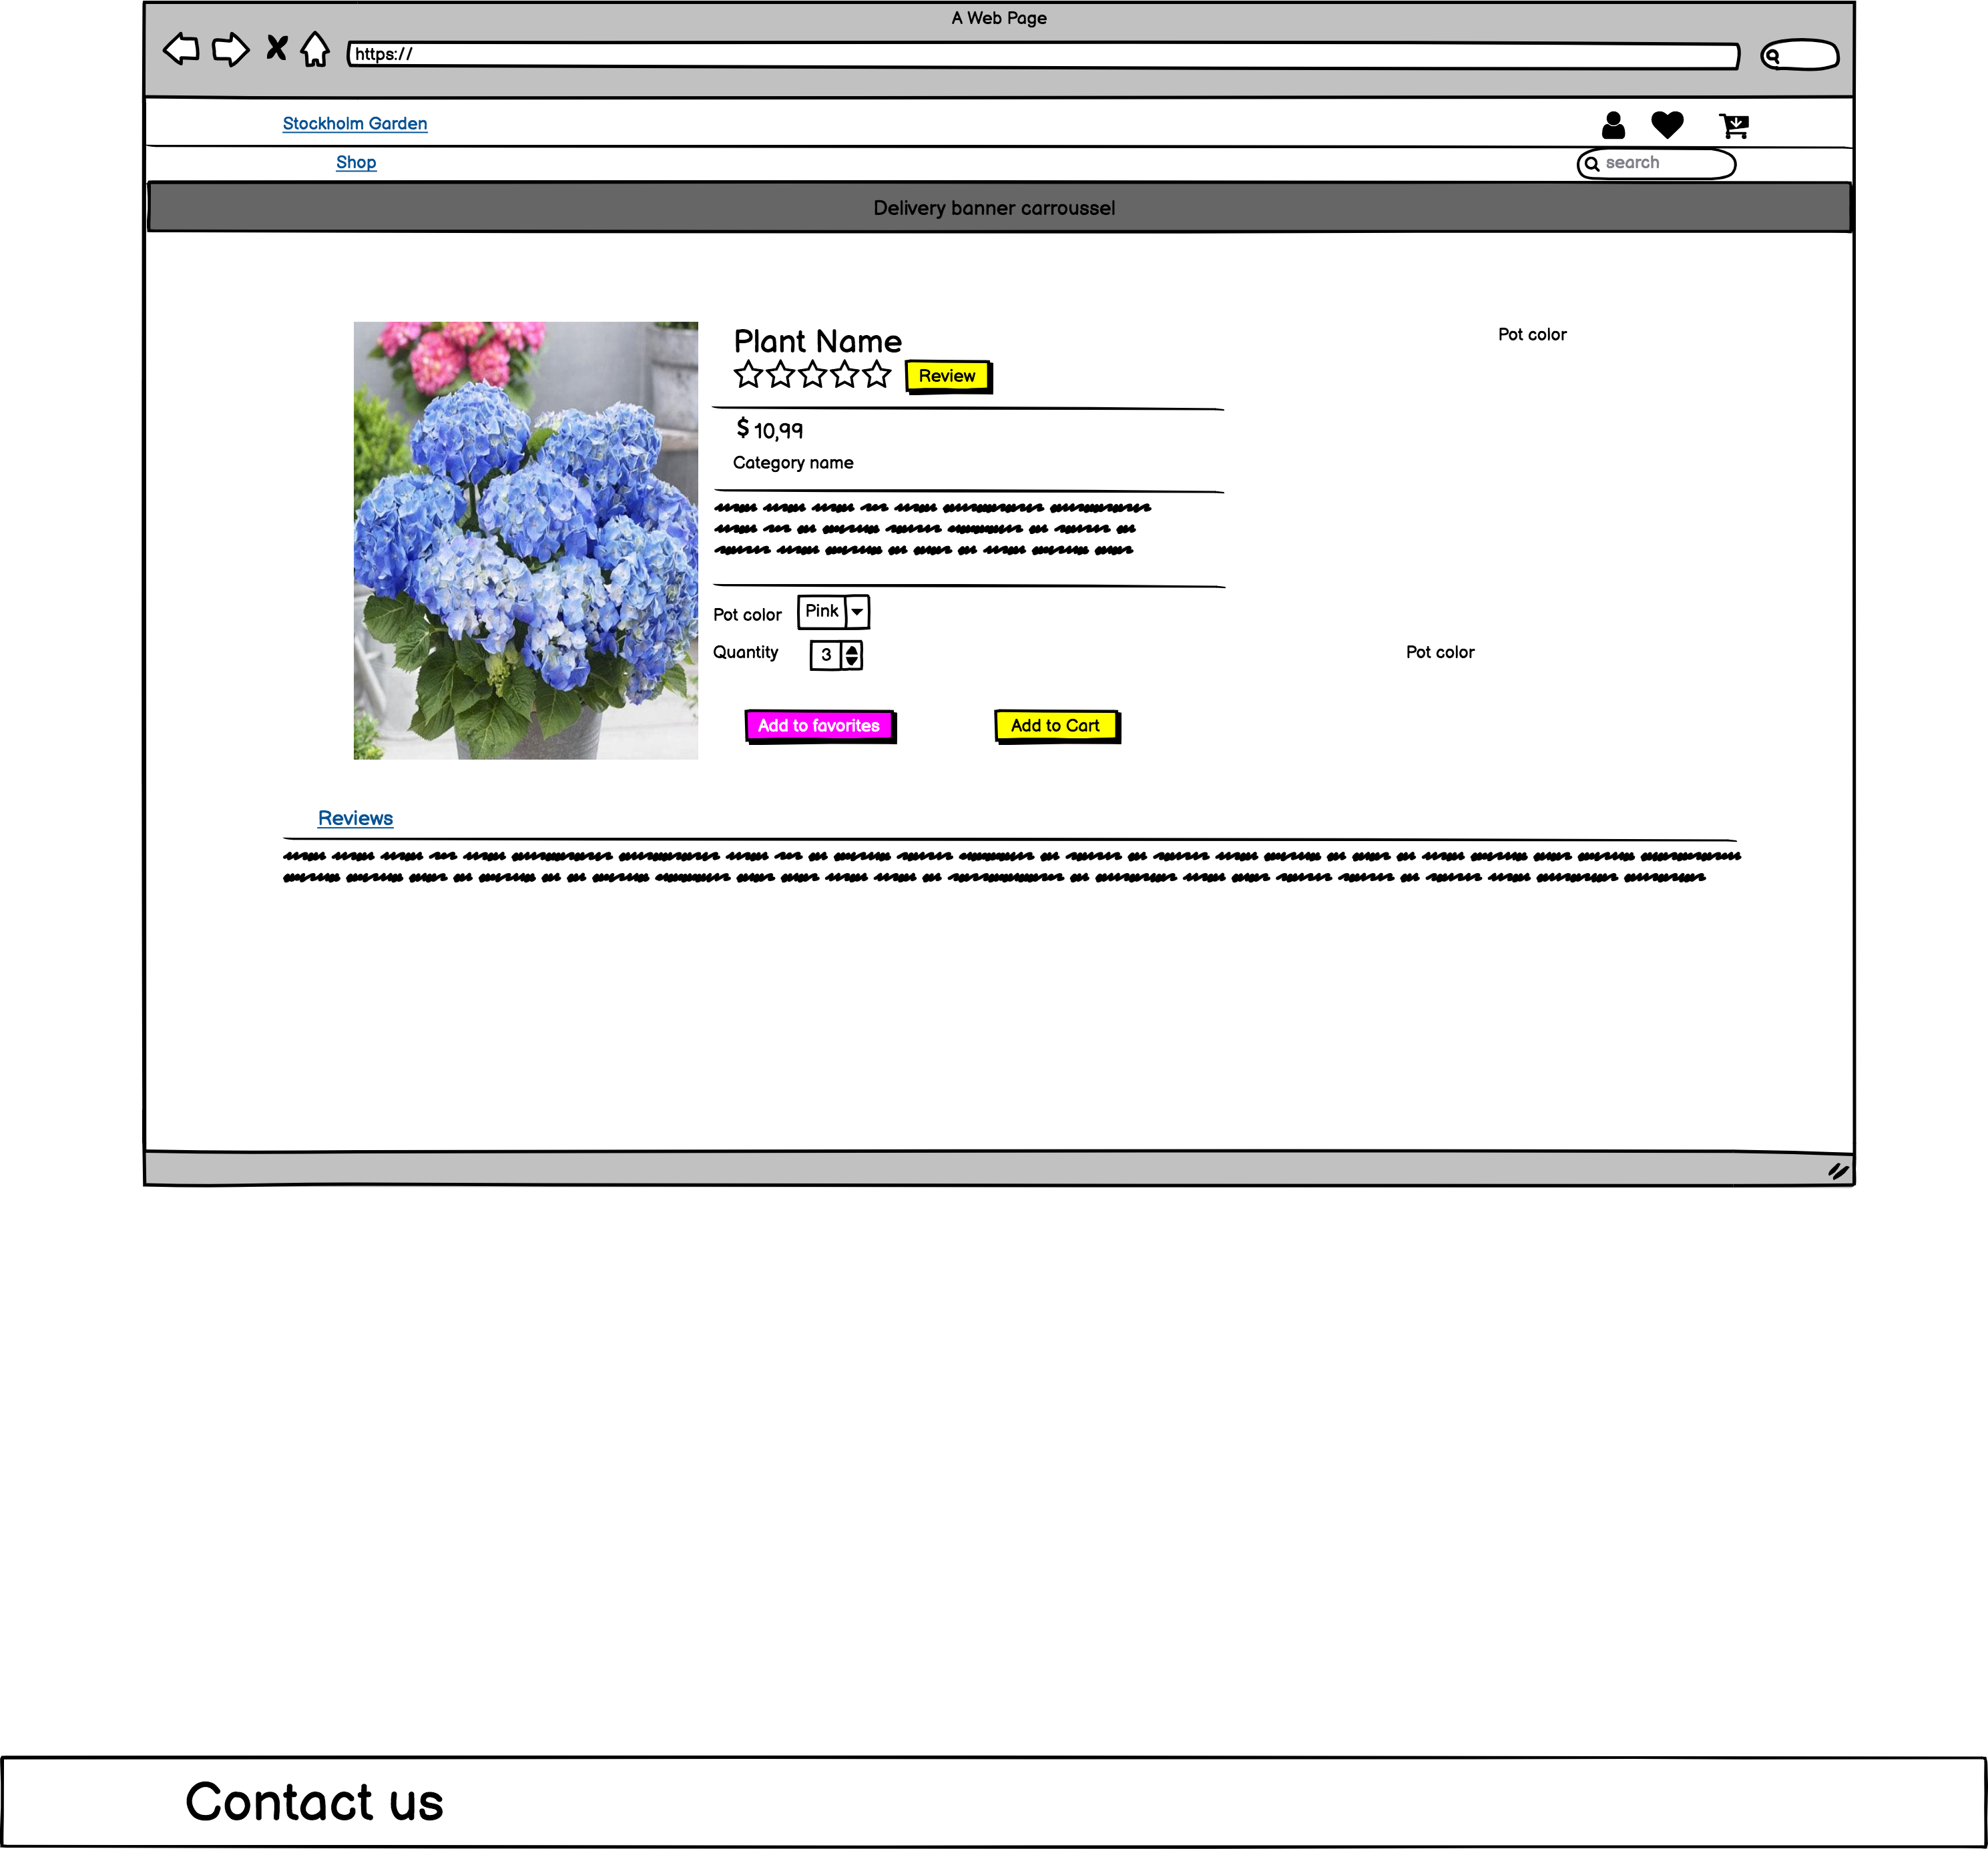 A Web Page
https://
Stockholm Garden
Shop
search
Delivery banner carroussel
Plant Name
Pot color
Review
$ 10,99
Category name
Pot color
Pink
Quantity
3
Pot color
Add to favorites
Add to Cart
Reviews
Contact us